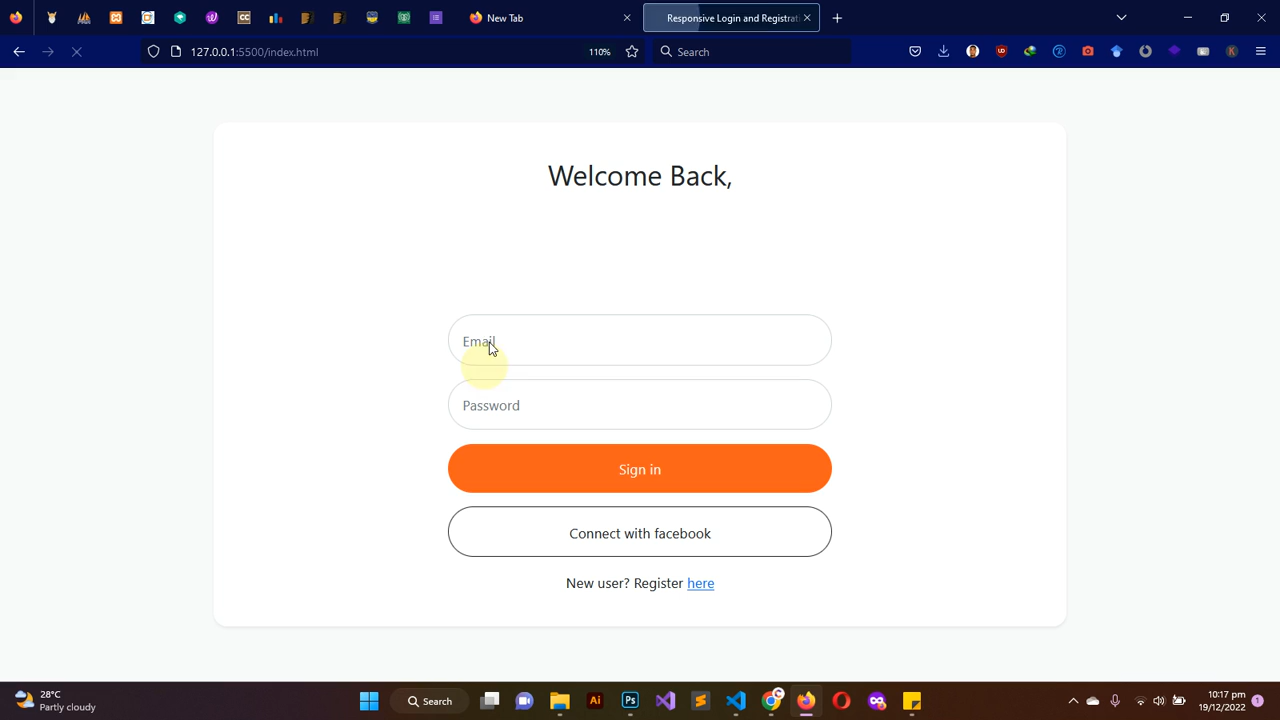 New Tab
Responsive Login and Registrati
127.0.0.1:5500/index.html
110%
Search
Welcome Back,
Email
Password
Sign in
Connect with facebook
New user? Register here
28°C
Partly cloudy
Search
10:17 pm
19/12/2022
1